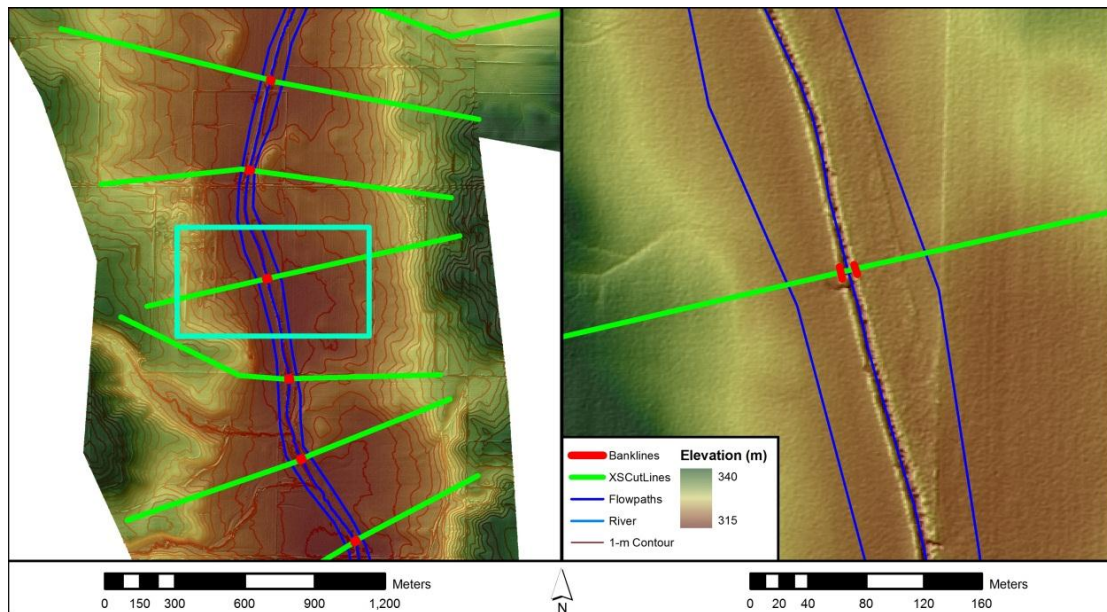 Banklines
XSCutLines
Flowpaths
River
1-m Contour
Elevation (m)
340
315
Meters
0 150 300 600 900 1,200
N
Meters
0 20 40 80 120 160